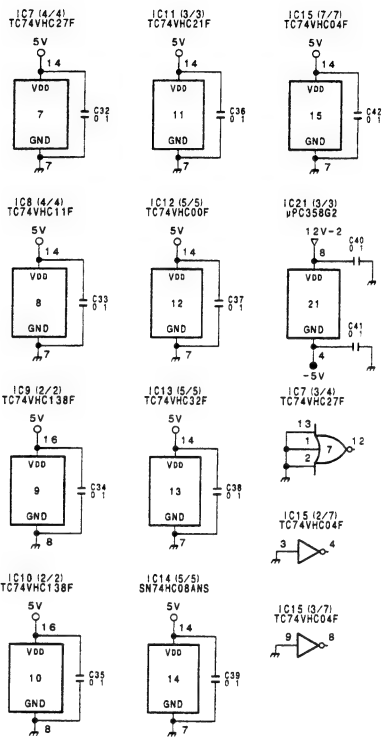 IC7 (4/4)
TC74VHC27F
5V
14
VDD
7
GND
C32
0 1
7
IC11 (3/3)
TC74VHC21F
5V
14
VDD
11
GND
C36
0 1
7
IC15 (7/7)
TC74VHC04F
5V
14
VDD
15
GND
C42
0 1
7
IC8 (4/4)
TC74VHC11F
5V
14
VDD
8
GND
C33
0 1
7
IC12 (5/5)
TC74VHC00F
5V
14
VDD
12
GND
C37
0 1
7
IC21 (3/3)
μPC358G2
12V-2
8
C40
0 1
VDD
21
GND
C41
0 1
4
-5V
IC9 (2/2)
TC74VHC138F
5V
16
VDD
9
GND
C34
0 1
8
IC13 (5/5)
TC74VHC32F
5V
14
VDD
13
GND
C38
0 1
7
IC7 (3/4)
TC74VHC27F
13
1
2
7
12
IC15 (2/7)
TC74VHC04F
3
4
IC10 (2/2)
TC74VHC138F
5V
16
VDD
10
GND
C35
0 1
8
IC14 (5/5)
SN74HC08ANS
5V
14
VDD
14
GND
C39
0 1
7
IC15 (3/7)
TC74VHC04F
9
8